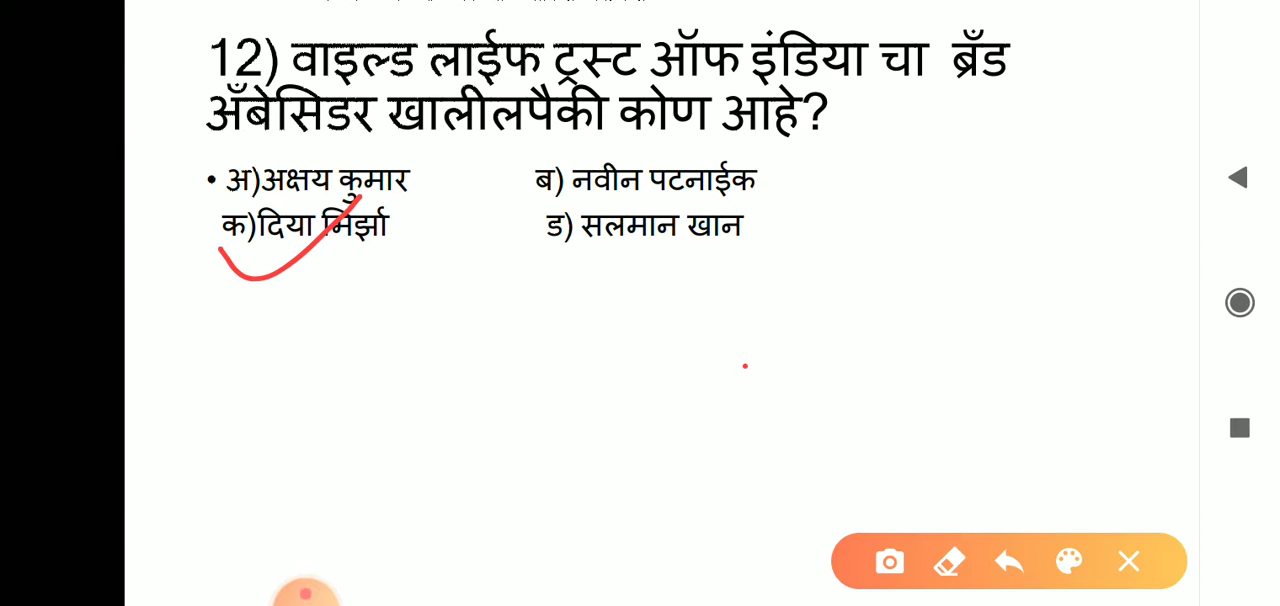 12) वाइल्ड लाईफ ट्रस्ट ऑफ इंडिया चा ब्रँड
अँबेसिडर खालीलपैकी कोण आहे?
• अ)अक्षय कुमार ब) नवीन पटनाईक
क)दिया मिर्झा ड) सलमान खान